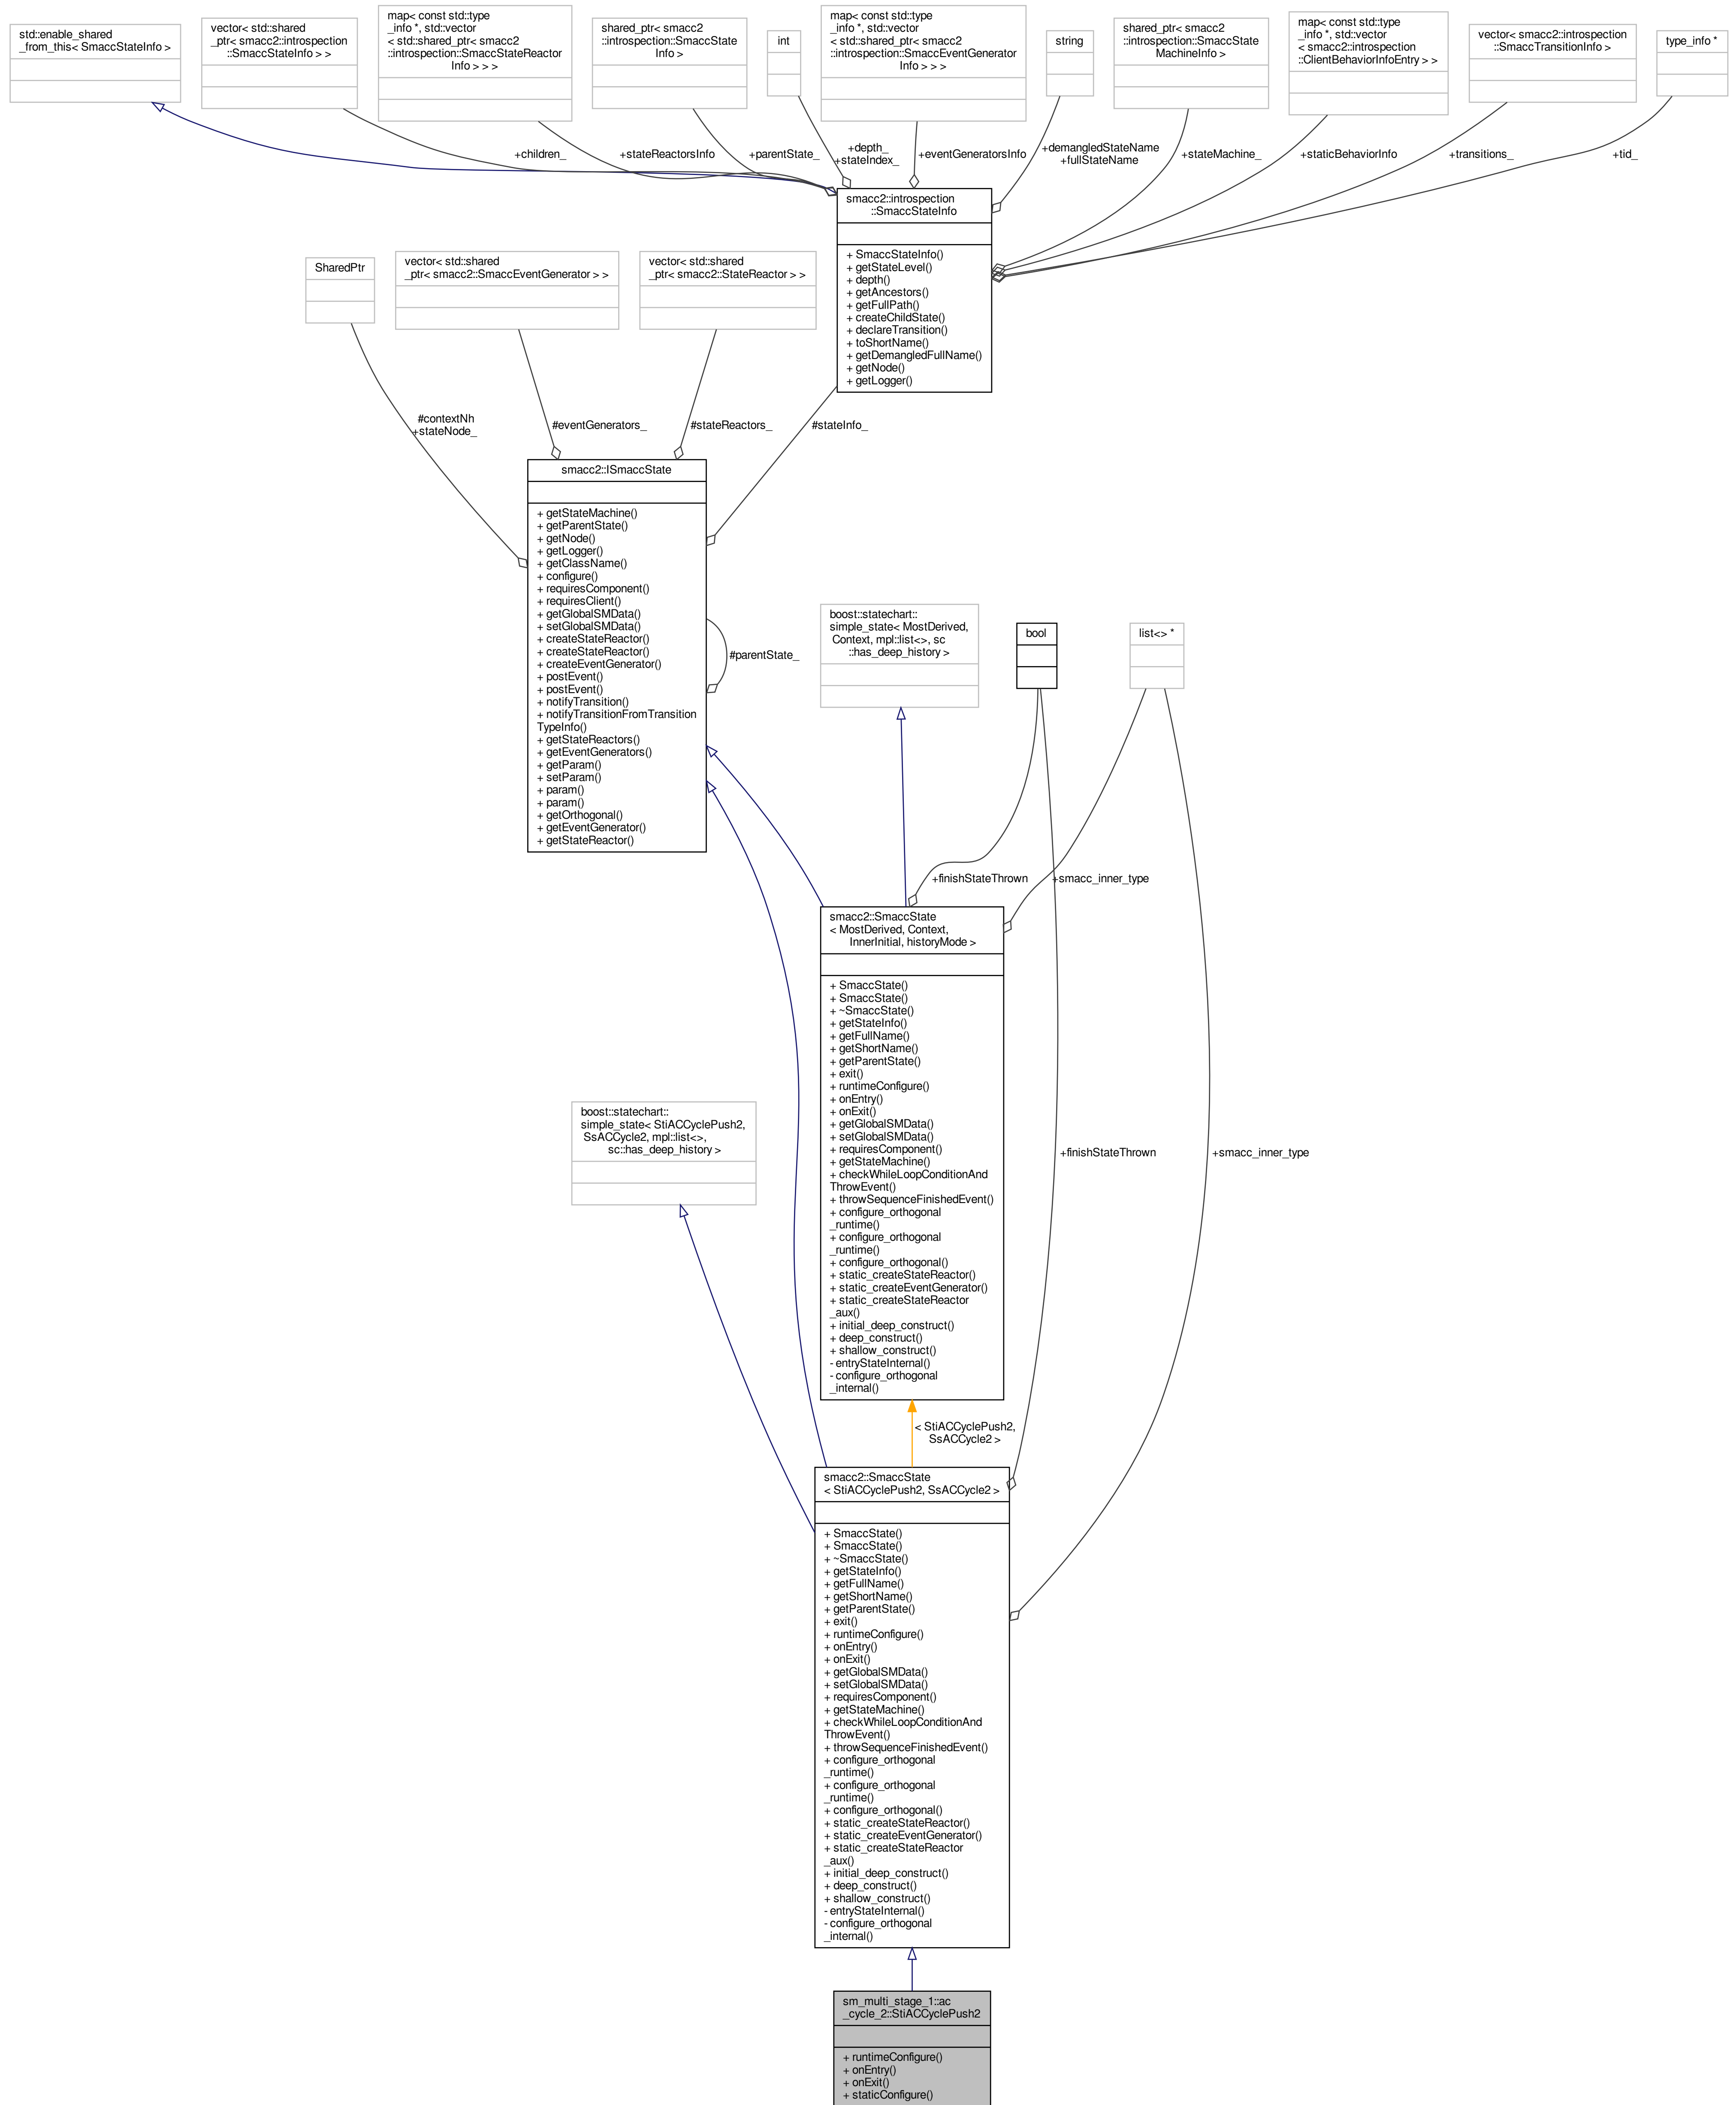 std::enable_shared
_from_this< SmaccStateInfo >
vector< std::shared
_ptr< smacc2::introspection
::SmaccStateInfo > >
map< const std::type
_info *, std::vector
< std::shared_ptr< smacc2
::introspection::SmaccStateReactor
Info > > >
shared_ptr< smacc2
::introspection::SmaccState
Info >
int
map< const std::type
_info *, std::vector
< std::shared_ptr< smacc2
::introspection::SmaccEventGenerator
Info > > >
string
shared_ptr< smacc2
::introspection::SmaccState
MachineInfo >
map< const std::type
_info *, std::vector
< smacc2::introspection
::ClientBehaviorInfoEntry > >
vector< smacc2::introspection
::SmaccTransitionInfo >
type_info *
+children_
+stateReactorsInfo
+parentState_
+depth_
+stateIndex_
+eventGeneratorsInfo
+demangledStateName
+fullStateName
+stateMachine_
+staticBehaviorInfo
+transitions_
+tid_
smacc2::introspection
::SmaccStateInfo
+ SmaccStateInfo()
+ getStateLevel()
+ depth()
+ getAncestors()
+ getFullPath()
+ createChildState()
+ declareTransition()
+ toShortName()
+ getDemangledFullName()
+ getNode()
+ getLogger()
SharedPtr
vector< std::shared
_ptr< smacc2::SmaccEventGenerator > >
vector< std::shared
_ptr< smacc2::StateReactor > >
#contextNh
+stateNode_
#eventGenerators_
#stateReactors_
#stateInfo_
smacc2::ISmaccState
+ getStateMachine()
+ getParentState()
+ getNode()
+ getLogger()
+ getClassName()
+ configure()
+ requiresComponent()
+ requiresClient()
+ getGlobalSMData()
+ setGlobalSMData()
+ createStateReactor()
+ createStateReactor()
+ createEventGenerator()
+ postEvent()
+ postEvent()
+ notifyTransition()
+ notifyTransitionFromTransition
TypeInfo()
+ getStateReactors()
+ getEventGenerators()
+ getParam()
+ setParam()
+ param()
+ param()
+ getOrthogonal()
+ getEventGenerator()
+ getStateReactor()
#parentState_
boost::statechart::
simple_state< MostDerived,
Context, mpl::list<>, sc
::has_deep_history >
bool
list<> *
+finishStateThrown
+smacc_inner_type
smacc2::SmaccState
< MostDerived, Context,
InnerInitial, historyMode >
+ SmaccState()
+ SmaccState()
+ ~SmaccState()
+ getStateInfo()
+ getFullName()
+ getShortName()
+ getParentState()
+ exit()
+ runtimeConfigure()
+ onEntry()
+ onExit()
+ getGlobalSMData()
+ setGlobalSMData()
+ requiresComponent()
+ getStateMachine()
+ checkWhileLoopConditionAnd
ThrowEvent()
+ throwSequenceFinishedEvent()
+ configure_orthogonal
_runtime()
+ configure_orthogonal
_runtime()
+ configure_orthogonal()
+ static_createStateReactor()
+ static_createEventGenerator()
+ static_createStateReactor
_aux()
+ initial_deep_construct()
+ deep_construct()
+ shallow_construct()
- entryStateInternal()
- configure_orthogonal
_internal()
boost::statechart::
simple_state< StiACCyclePush2,
SsACCycle2, mpl::list<>,
sc::has_deep_history >
+finishStateThrown
+smacc_inner_type
< StiACCyclePush2,
SsACCycle2 >
smacc2::SmaccState
< StiACCyclePush2, SsACCycle2 >
+ SmaccState()
+ SmaccState()
+ ~SmaccState()
+ getStateInfo()
+ getFullName()
+ getShortName()
+ getParentState()
+ exit()
+ runtimeConfigure()
+ onEntry()
+ onExit()
+ getGlobalSMData()
+ setGlobalSMData()
+ requiresComponent()
+ getStateMachine()
+ checkWhileLoopConditionAnd
ThrowEvent()
+ throwSequenceFinishedEvent()
+ configure_orthogonal
_runtime()
+ configure_orthogonal
_runtime()
+ configure_orthogonal()
+ static_createStateReactor()
+ static_createEventGenerator()
+ static_createStateReactor
_aux()
+ initial_deep_construct()
+ deep_construct()
+ shallow_construct()
- entryStateInternal()
- configure_orthogonal
_internal()
sm_multi_stage_1::ac
_cycle_2::StiACCyclePush2
+ runtimeConfigure()
+ onEntry()
+ onExit()
+ staticConfigure()